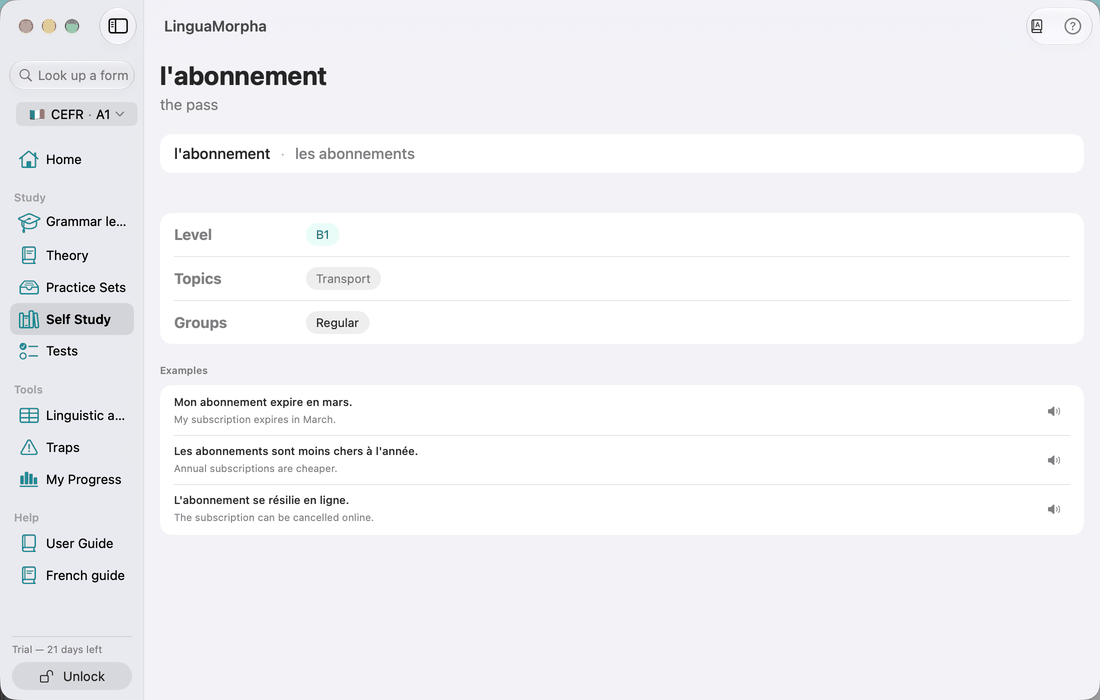 LinguaMorpha
Look up a form
CEFR · A1
Home
Study
Grammar le...
Theory
Practice Sets
Self Study
Tests
Tools
Linguistic a...
Traps
My Progress
Help
User Guide
French guide
Trial — 21 days left
Unlock
l'abonnement
the pass
l'abonnement · les abonnements
Level B1
Topics Transport
Groups Regular
Examples
Mon abonnement expire en mars.
My subscription expires in March.
Les abonnements sont moins chers à l'année.
Annual subscriptions are cheaper.
L'abonnement se résilie en ligne.
The subscription can be cancelled online.